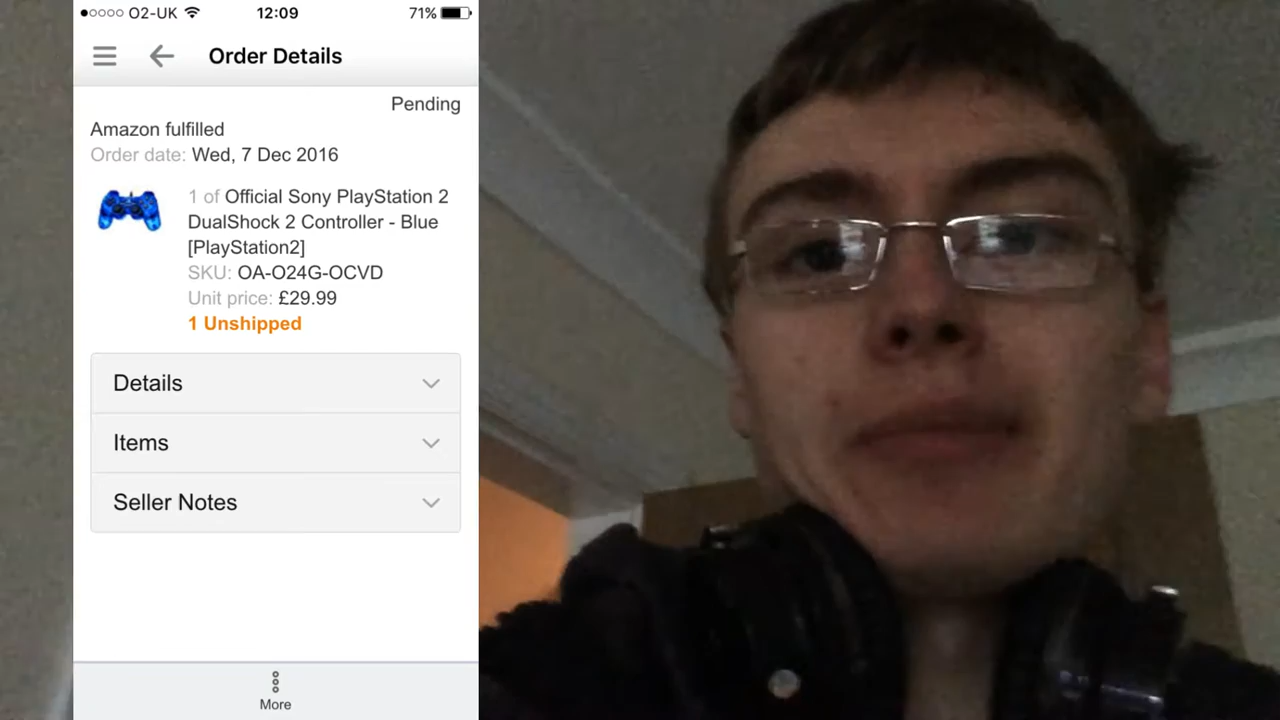 O2-UK 12:09 71%
Order Details
Pending
Amazon fulfilled
Order date: Wed, 7 Dec 2016
1 of Official Sony PlayStation 2
DualShock 2 Controller - Blue
[PlayStation2]
SKU: OA-O24G-OCVD
Unit price: £29.99
1 Unshipped
Details
Items
Seller Notes
More